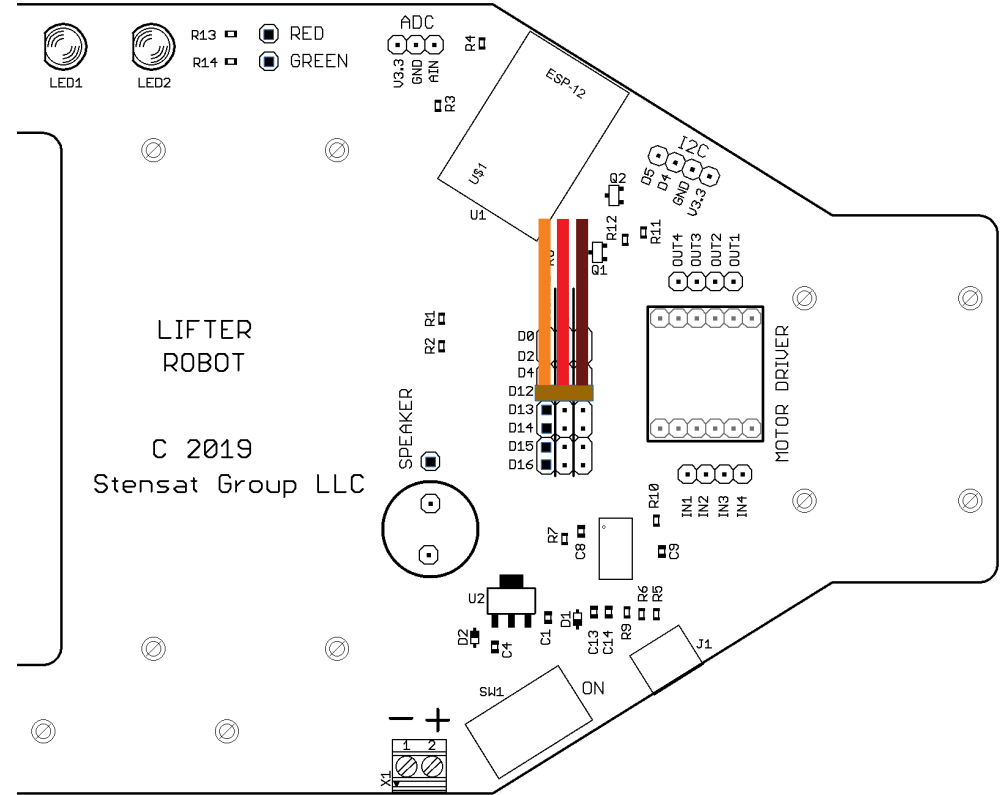 ADC
R13
RED
R14
GREEN
V3.3
GND
AIN
R4
R3
LED1
LED2
ESP-12
U$1
U1
I2C
D5
D4
GND
V3.3
Q2
R12
R11
Q1
OUT4
OUT3
OUT2
OUT1
R1
R2
LIFTER
ROBOT
C 2019
Stensat Group LLC
SPEAKER
D0
D2
D4
D12
D13
D14
D15
D16
MOTOR DRIVER
IN1
IN2
IN3
IN4
R10
R7
C8
C9
U2
D2
C4
C1
D1
C13
C14
R9
R6
R5
J1
SW1
ON
− +
1 2
X1